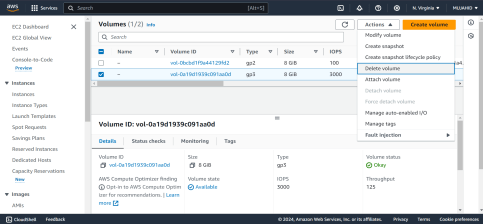 aws
Services
Search
[Alt+S]
N. Virginia
MUJAHID
EC2 Dashboard
EC2 Global View
Events
Console-to-Code
Preview
Instances
Instances
Instance Types
Launch Templates
Spot Requests
Savings Plans
Reserved Instances
Dedicated Hosts
Capacity Reservations
New
Images
AMIs
Volumes (1/2) Info
Actions
Create volume
Search
Name
Volume ID
Type
Size
IOPS
–
vol-0bcbd1f9a44129fd2
gp2
8 GiB
100
–
vol-0a19d1939c091aa0d
gp3
8 GiB
3000
Modify volume
Create snapshot
Create snapshot lifecycle policy
Delete volume
Attach volume
Detach volume
Force detach volume
Manage auto-enabled I/O
Manage tags
Fault injection
Volume ID: vol-0a19d1939c091aa0d
Details
Status checks
Monitoring
Tags
Volume ID
vol-0a19d1939c091aa0d
Size
8 GiB
Type
gp3
Volume status
Okay
AWS Compute Optimizer finding
Opt-in to AWS Compute Optim
izer for recommendations. | Learn
more
Volume state
Available
IOPS
3000
Throughput
125
CloudShell
Feedback
© 2024, Amazon Web Services, Inc. or its affiliates.
Privacy
Terms
Cookie preferences